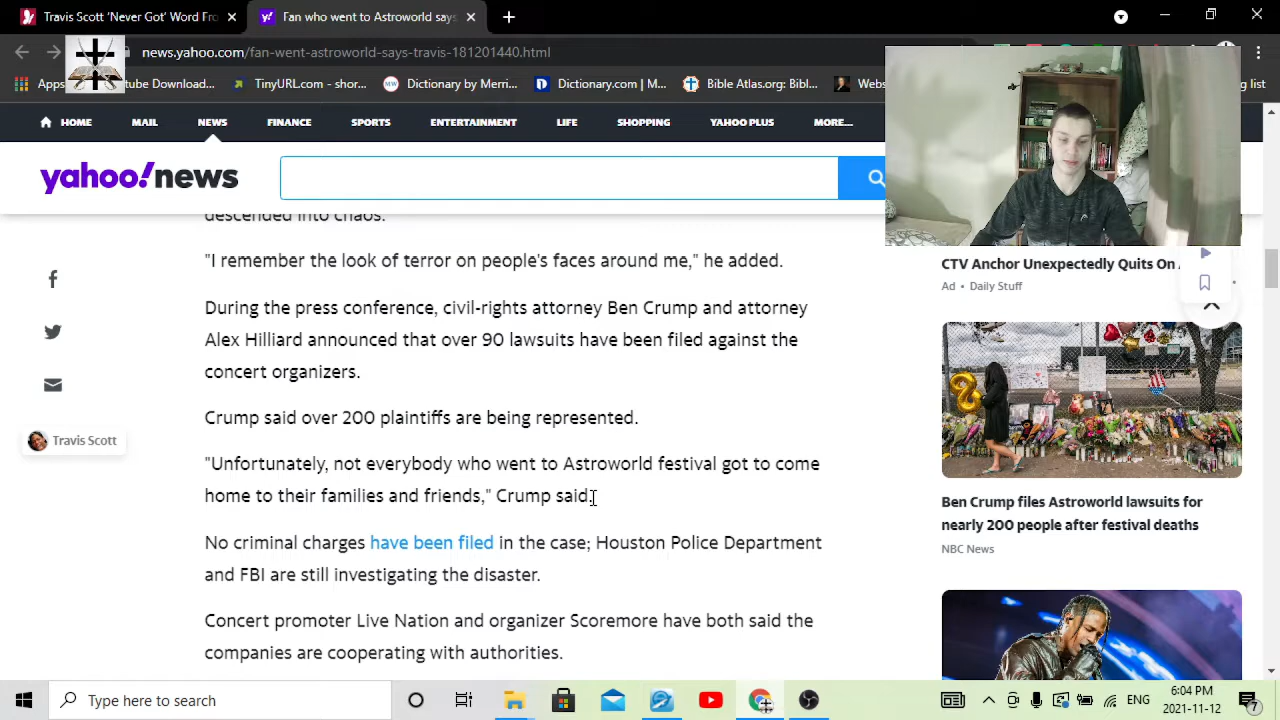 Travis Scott 'Never Got' Word Fro
Fan who went to Astroworld says
news.yahoo.com/fan-went-astroworld-says-travis-181201440.html
Apps
tube Download...
TinyURL.com - shor...
Dictionary by Merri...
Dictionary.com | M...
Bible Atlas.org: Bibl...
HOME
MAIL
NEWS
FINANCE
SPORTS
ENTERTAINMENT
LIFE
SHOPPING
YAHOO PLUS
MORE...
yahoo!news
descended into chaos.
"I remember the look of terror on people's faces around me," he added.
During the press conference, civil-rights attorney Ben Crump and attorney
Alex Hilliard announced that over 90 lawsuits have been filed against the
concert organizers.
Crump said over 200 plaintiffs are being represented.
"Unfortunately, not everybody who went to Astroworld festival got to come
home to their families and friends," Crump said.
No criminal charges have been filed in the case; Houston Police Department
and FBI are still investigating the disaster.
Concert promoter Live Nation and organizer Scoremore have both said the
companies are cooperating with authorities.
Travis Scott
CTV Anchor Unexpectedly Quits On
Ad • Daily Stuff
Ben Crump files Astroworld lawsuits for
nearly 200 people after festival deaths
NBC News
Type here to search
ENG
6:04 PM
2021-11-12
7